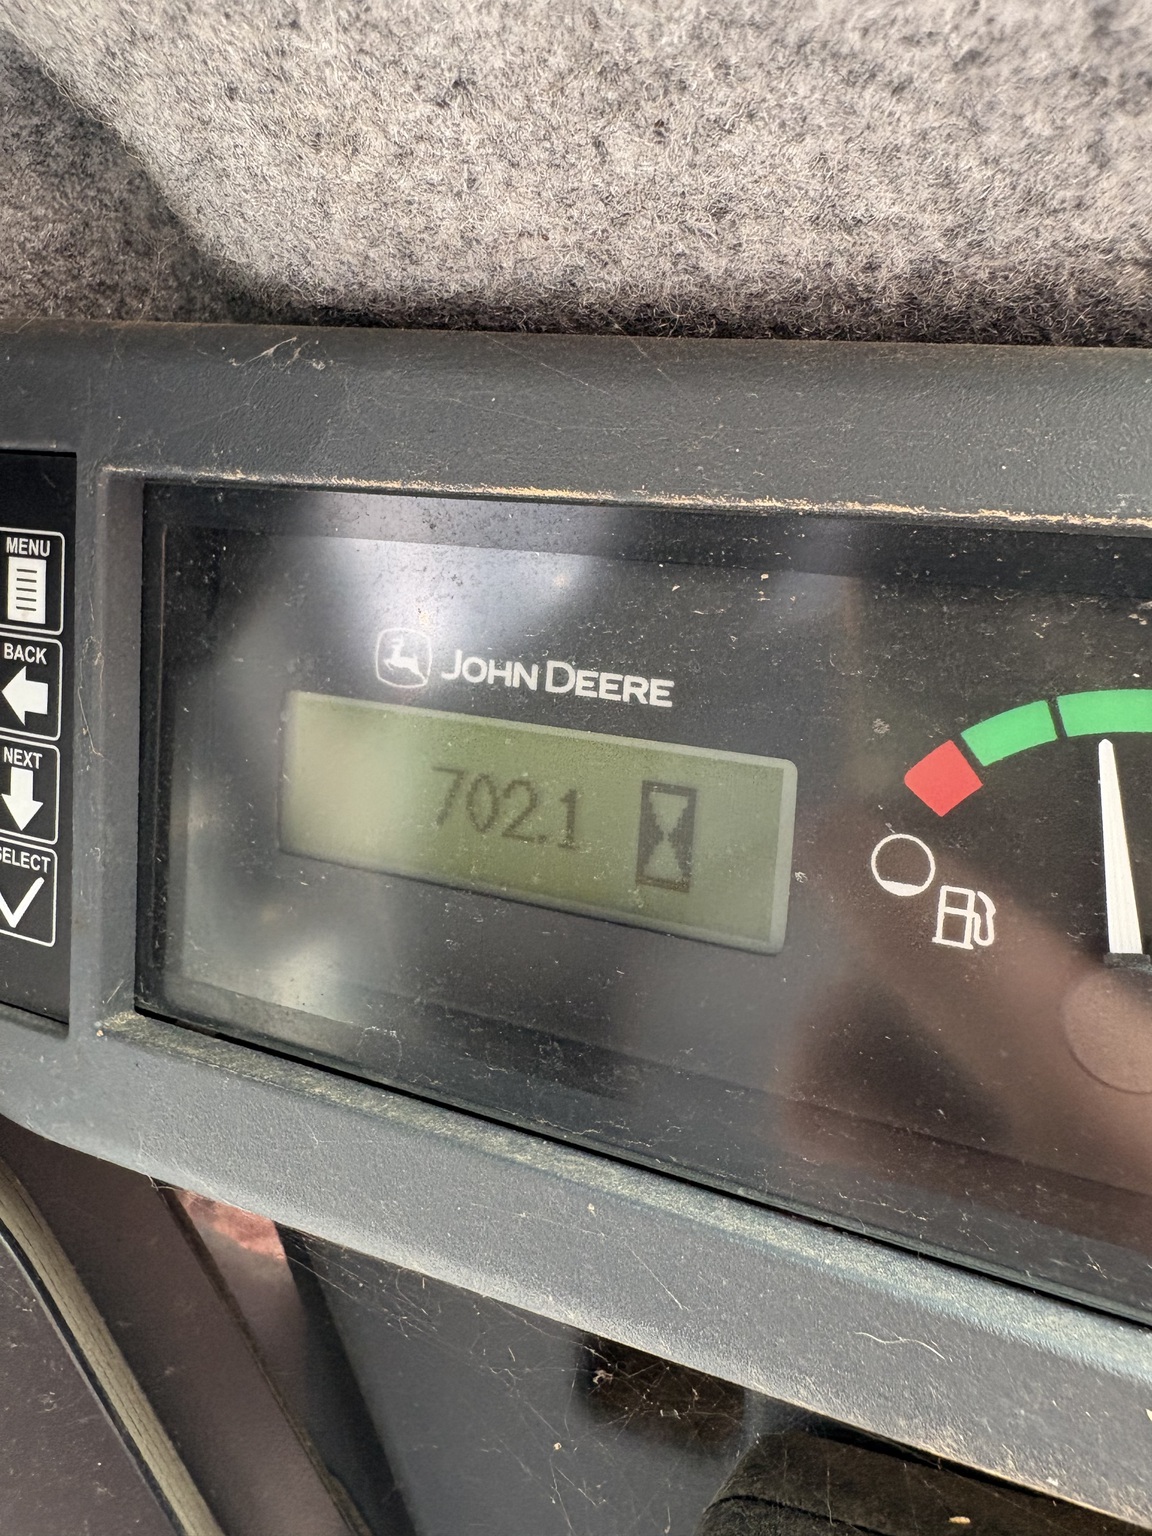 MENU
BACK
NEXT
SELECT
JOHN DEERE
702.1